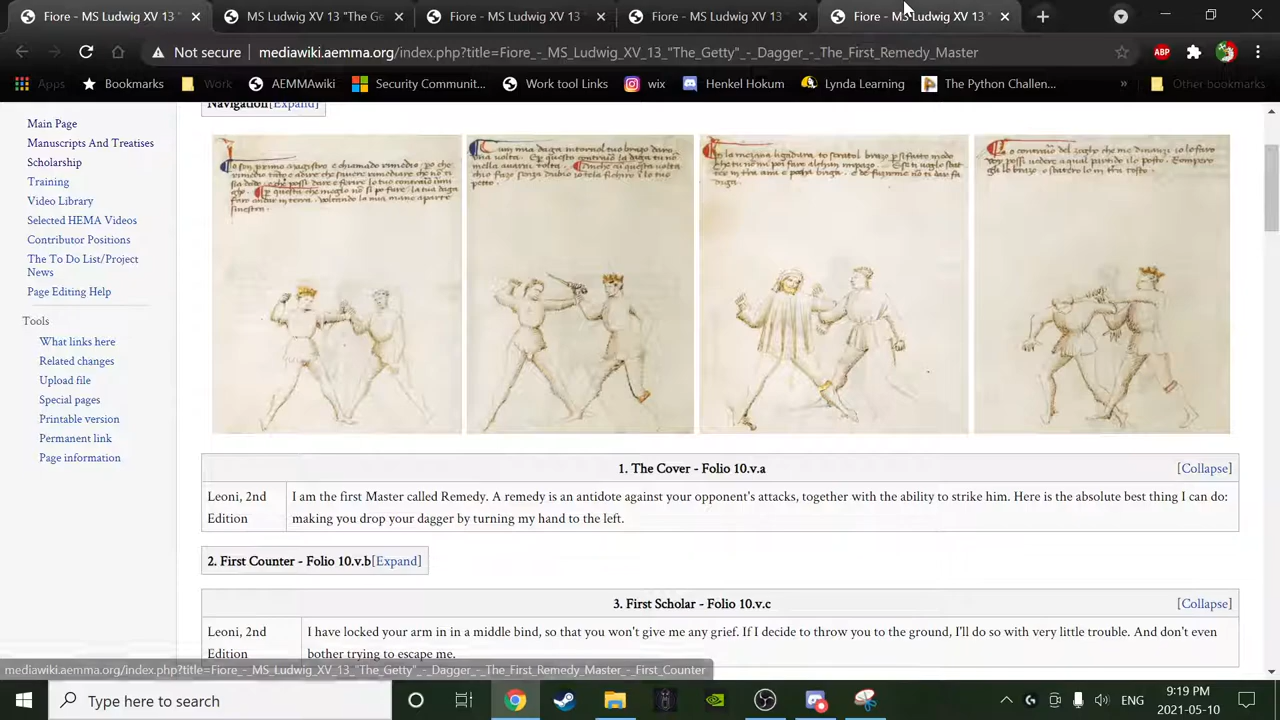 Fiore - MS Ludwig XV 13
MS Ludwig XV 13 "The Ge
Fiore - MS Ludwig XV 13
Fiore - MS Ludwig XV 13
Fiore - MS Ludwig XV 13
Not secure
mediawiki.aemma.org/index.php?title=Fiore_-_MS_Ludwig_XV_13_"The_Getty"_-_Dagger_-_The_First_Remedy_Master
ABP
Apps
Bookmarks
Work
AEMMAwiki
Security Communit...
Work tool Links
wix
Henkel Hokum
Lynda Learning
The Python Challen...
»
Other bookmarks
Navigation[Expand]
Main Page
Manuscripts And Treatises
Scholarship
Training
Video Library
Selected HEMA Videos
Contributor Positions
The To Do List/Project
News
Page Editing Help
Tools
What links here
Related changes
Upload file
Special pages
Printable version
Permanent link
Page information
1. The Cover - Folio 10.v.a
[Collapse]
Leoni, 2nd
Edition
I am the first Master called Remedy. A remedy is an antidote against your opponent's attacks, together with the ability to strike him. Here is the absolute best thing I can do:
making you drop your dagger by turning my hand to the left.
2. First Counter - Folio 10.v.b[Expand]
3. First Scholar - Folio 10.v.c
[Collapse]
Leoni, 2nd
Edition
I have locked your arm in in a middle bind, so that you won't give me any grief. If I decide to throw you to the ground, I'll do so with very little trouble. And don't even
bother trying to escape me.
mediawiki.aemma.org/index.php?title=Fiore_-_MS_Ludwig_XV_13_"The_Getty"_-_Dagger_-_The_First_Remedy_Master_-_First_Counter
Type here to search
ENG
9:19 PM
2021-05-10